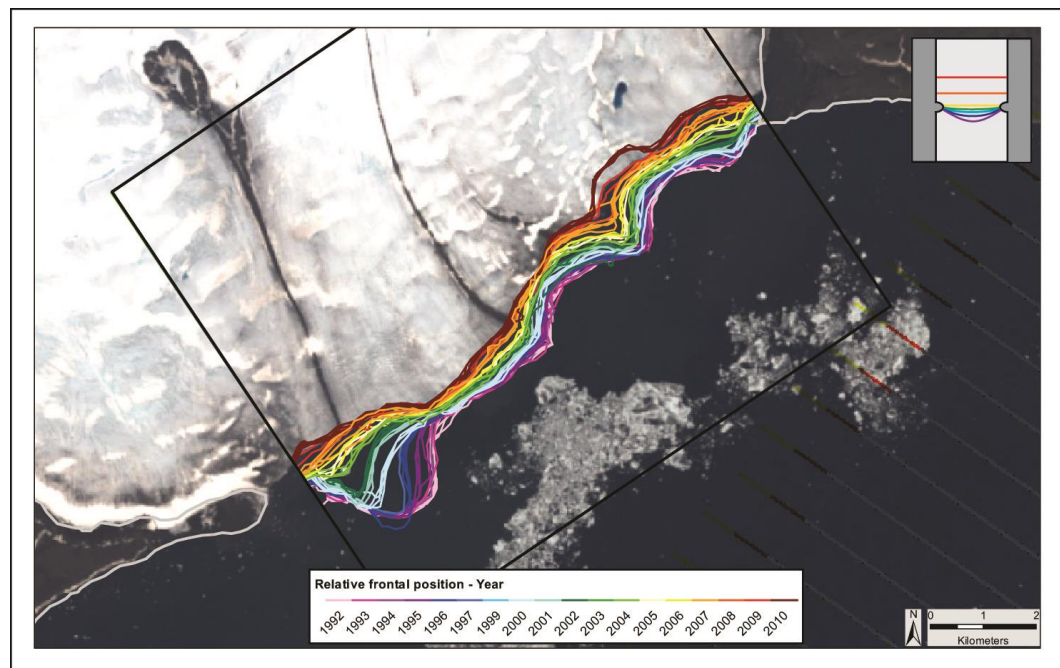 Relative frontal position - Year
1992 1993 1994 1995 1996 1997 1999 2000 2001 2002 2003 2004 2005 2006 2007 2008 2009 2010
N
0 1 2
Kilometers